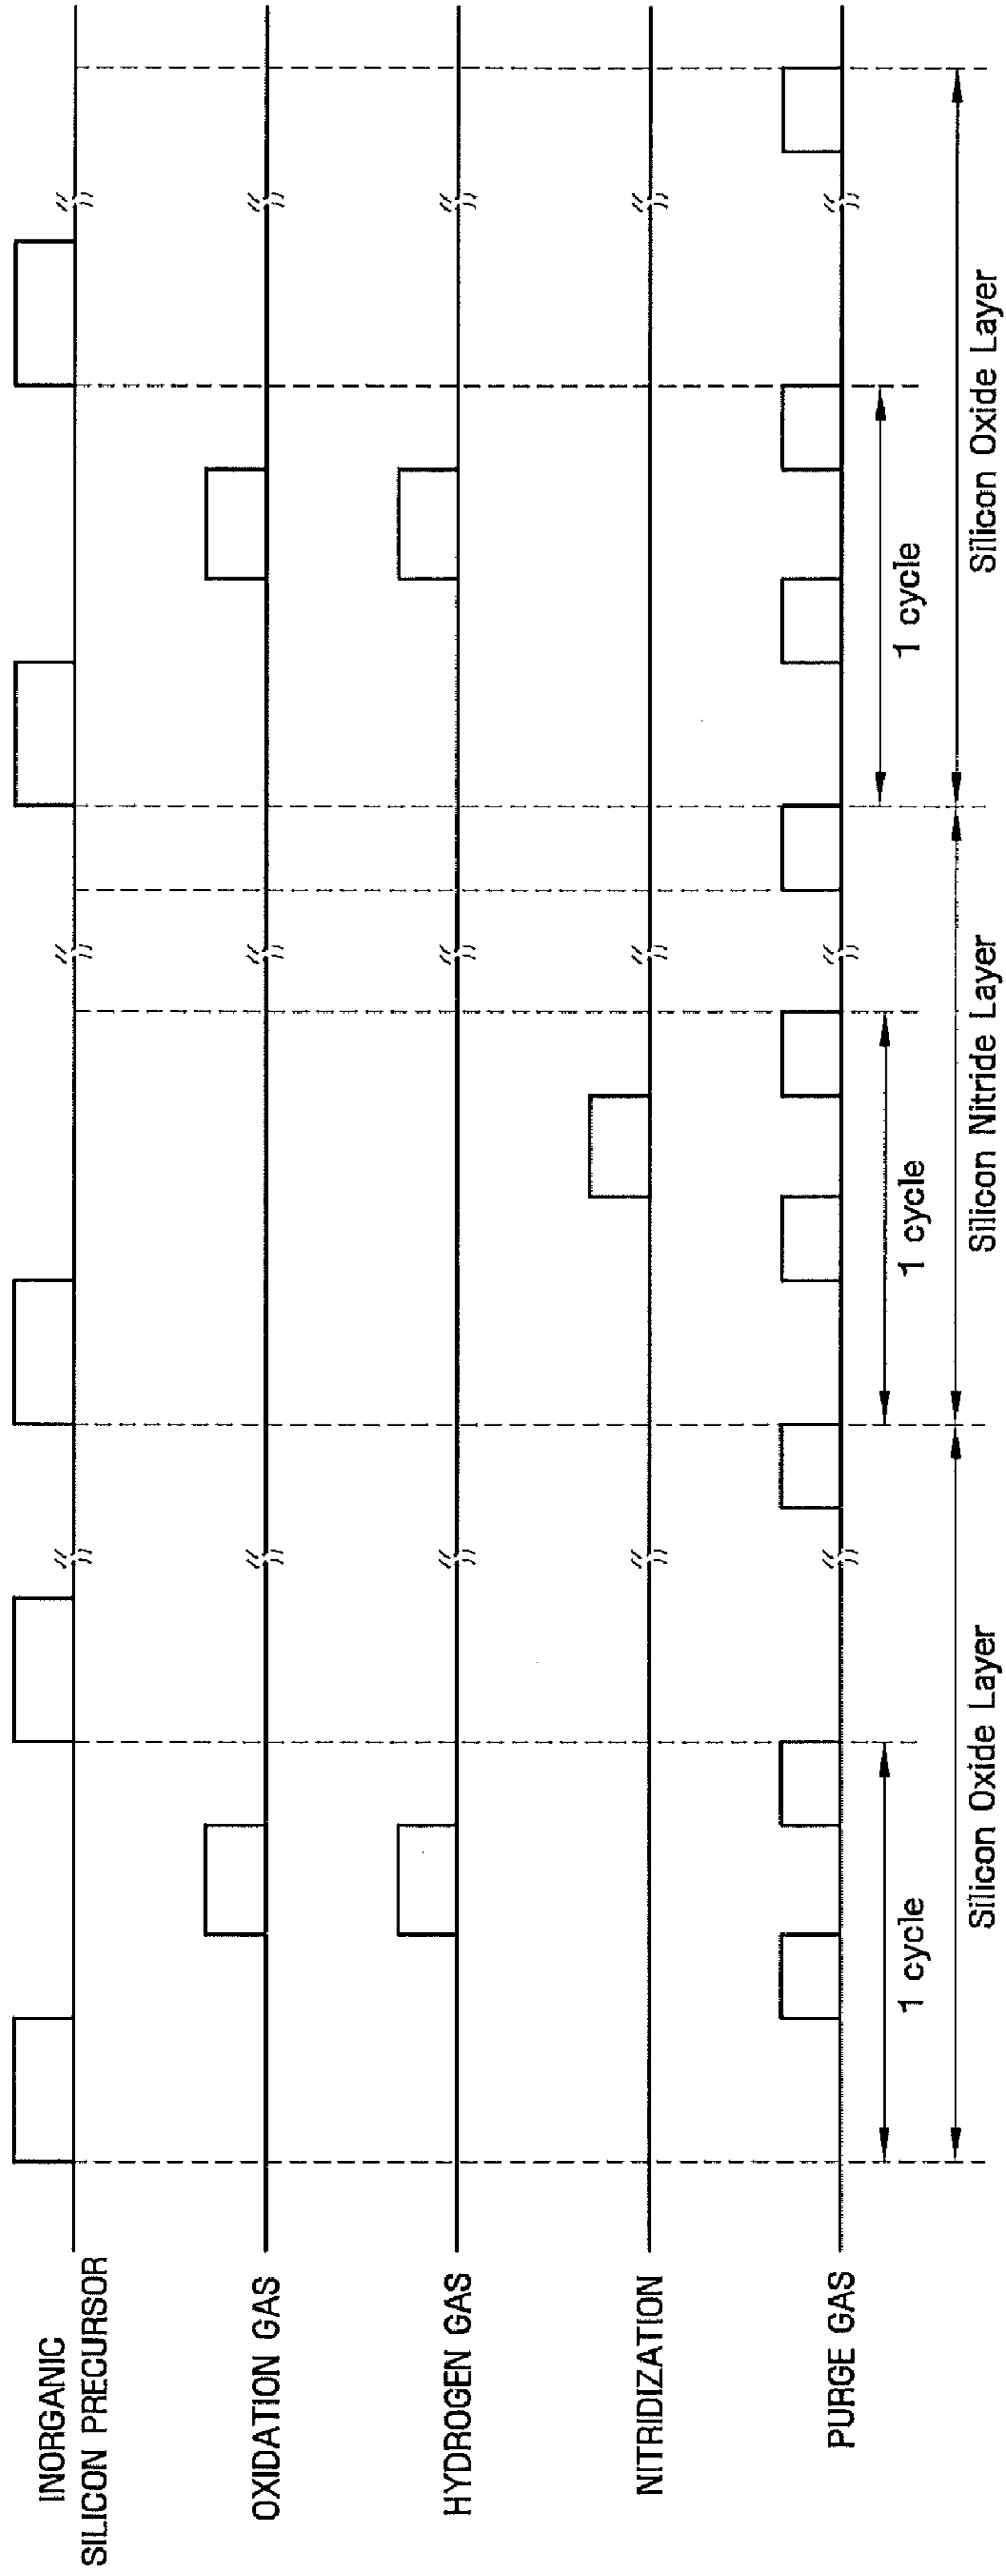 INORGANIC
SILICON PRECURSOR
OXIDATION GAS
HYDROGEN GAS
NITRIDIZATION
PURGE GAS
1 cycle
1 cycle
1 cycle
Silicon Oxide Layer
Silicon Nitride Layer
Silicon Oxide Layer